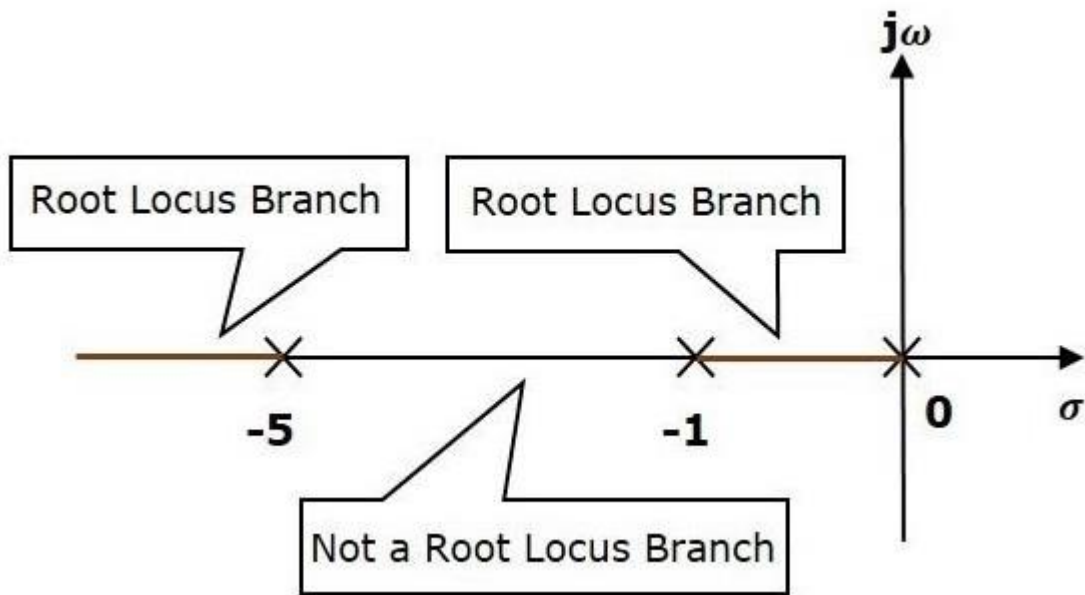 jω
Root Locus Branch
Root Locus Branch
-5
-1
0
σ
Not a Root Locus Branch